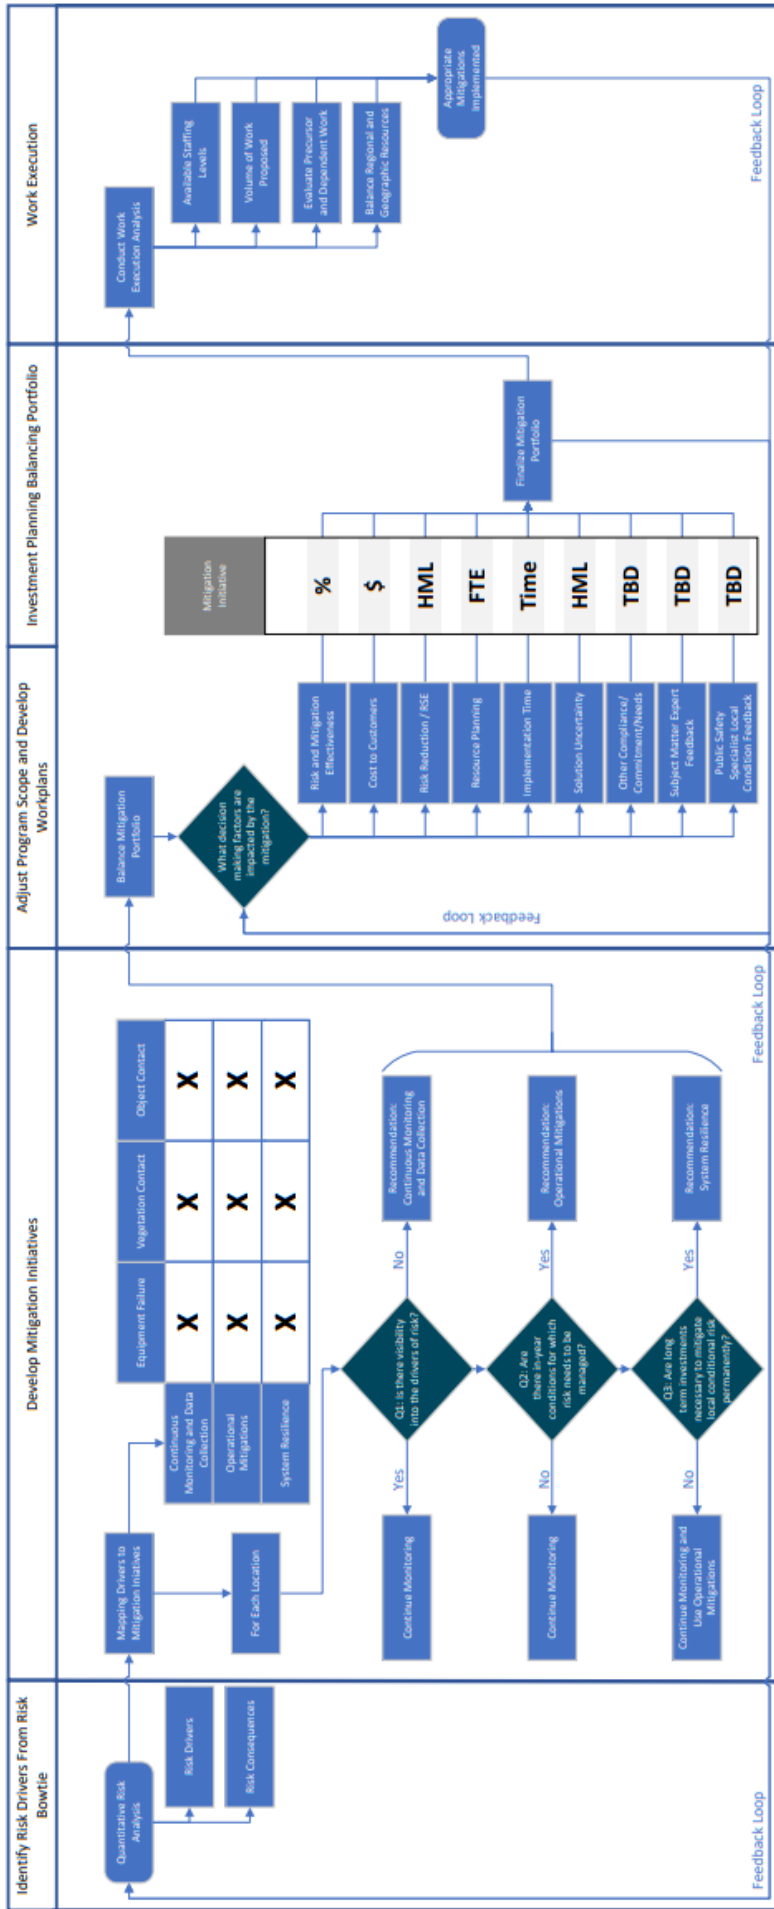 Identify Risk Drivers From Risk
Bowtie
Quantitative Risk
Analysis
Risk Drivers
Risk Consequences
Feedback Loop
Develop Mitigation Initiatives
Mapping Drivers to
Mitigation Iniatives
For Each Location
Equipment Failure
Vegetation Contact
Object Contact
Continuous
Monitoring and Data
Collection
X
X
X
Operational
Mitigations
X
X
X
System Resilience
X
X
X
Continue Monitoring
Yes
Q1: Is there visibility
into the drivers of risk?
No
Recommendation:
Continuous Monitoring
and Data Collection
Continue Monitoring
No
Q2: Are
there in-year
conditions for which
risk needs to be
managed?
Yes
Recommendation:
Operational Mitigations
Continue Monitoring and
Use Operational
Mitigations
No
Q3: Are long
term investments
necessary to mitigate
local conditional risk
permanently?
Yes
Recommendation:
System Resilience
Feedback Loop
Adjust Program Scope and Develop
Workplans
Balance Mitigation
Portfolio
What decision
making factors are
impacted by the
mitigation?
Feedback Loop
Risk and Mitigation
Effectiveness
Cost to Customers
Risk Reduction / RSE
Resource Planning
Implementation Time
Solution Uncertainty
Other Compliance/
Commitment/Needs
Subject Matter Expert
Feedback
Public Safety
Specialist Local
Condition Feedback
Investment Planning Balancing Portfolio
Mitigation
Initiative
%
$
HML
FTE
Time
HML
TBD
TBD
TBD
Finalize Mitigation
Portfolio
Work Execution
Conduct Work
Execution Analysis
Available Staffing
Levels
Volume of Work
Proposed
Evaluate Precursor
and Dependent Work
Balance Regional and
Geographic Resources
Appropriate
Mitigations
Implemented
Feedback Loop